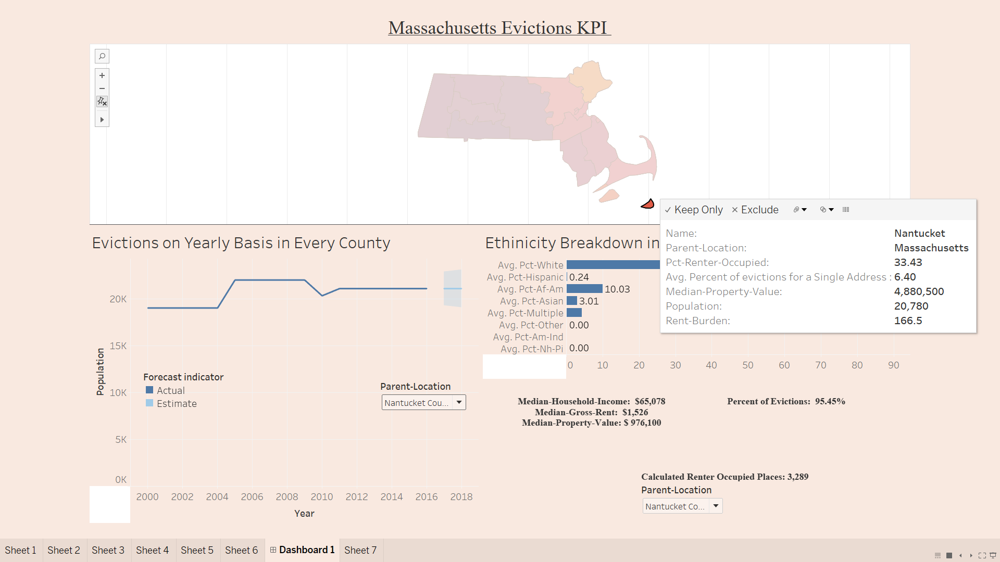 Massachusetts Evictions KPI
✓ Keep Only × Exclude
Name: Nantucket
Parent-Location: Massachusetts
Pct-Renter-Occupied: 33.43
Avg. Percent of evictions for a Single Address : 6.40
Median-Property-Value: 4,880,500
Population: 20,780
Rent-Burden: 166.5
Evictions on Yearly Basis in Every County
Population
20K
15K
10K
5K
0K
Forecast indicator
Actual
Estimate
Parent-Location
Nantucket Cou...
2000 2002 2004 2006 2008 2010 2012 2014 2016 2018
Year
Ethinicity Breakdown in
Avg. Pct-White
Avg. Pct-Hispanic 0.24
Avg. Pct-Af-Am 10.03
Avg. Pct-Asian 3.01
Avg. Pct-Multiple
Avg. Pct-Other 0.00
Avg. Pct-Am-Ind
Avg. Pct-Nh-Pi 0.00
0 10 20 30 40 50 60 70 80 90
Median-Household-Income: $65,078
Median-Gross-Rent: $1,526
Median-Property-Value: $ 976,100
Percent of Evictions: 95.45%
Calculated Renter Occupied Places: 3,289
Parent-Location
Nantucket Co...
Sheet 1 Sheet 2 Sheet 3 Sheet 4 Sheet 5 Sheet 6 Dashboard 1 Sheet 7